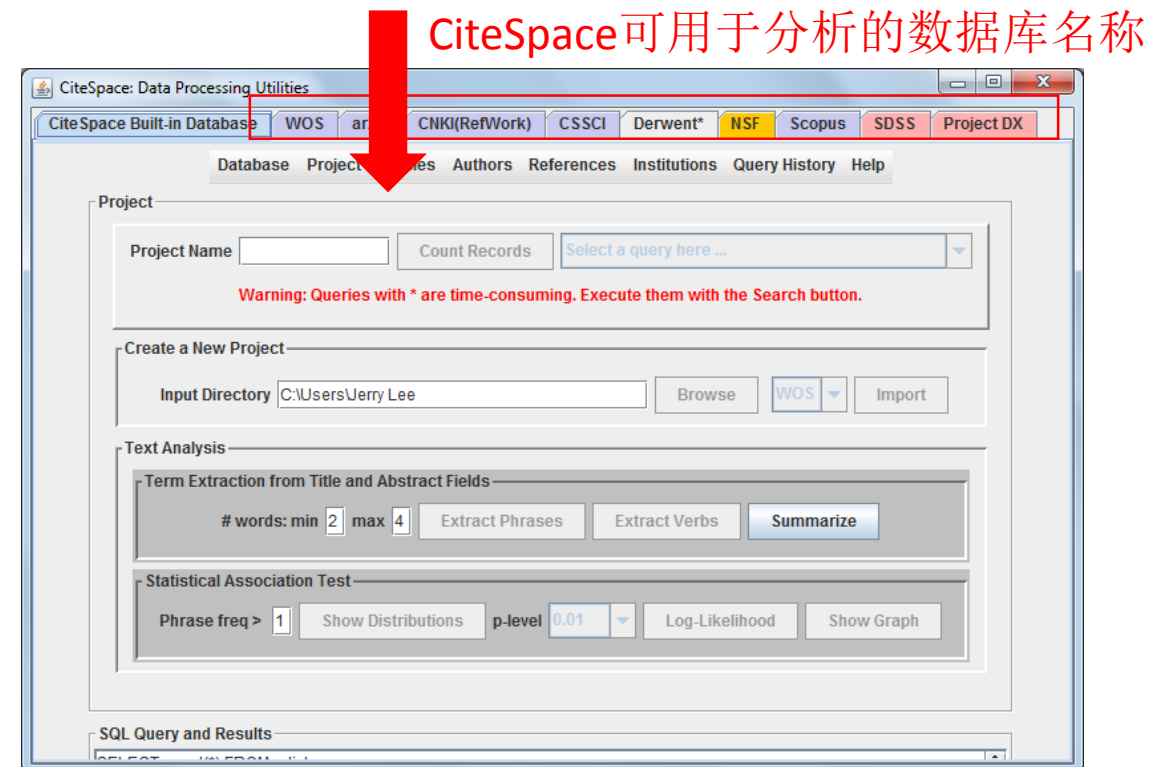 CiteSpace可用于分析的数据库名称
CiteSpace: Data Processing Utilities
CiteSpace Built-in Database WOS CNKI(RefWork) CSSCI Derwent* NSF Scopus SDSS Project DX
Database Project Authors References Institutions Query History Help
Project
Project Name Count Records Select a query here ...
Warning: Queries with * are time-consuming. Execute them with the Search button.
Create a New Project
Input Directory C:\Users\Jerry Lee Browse WOS Import
Text Analysis
Term Extraction from Title and Abstract Fields
# words: min 2 max 4 Extract Phrases Extract Verbs Summarize
Statistical Association Test
Phrase freq > 1 Show Distributions p-level 0.01 Log-Likelihood Show Graph
SQL Query and Results